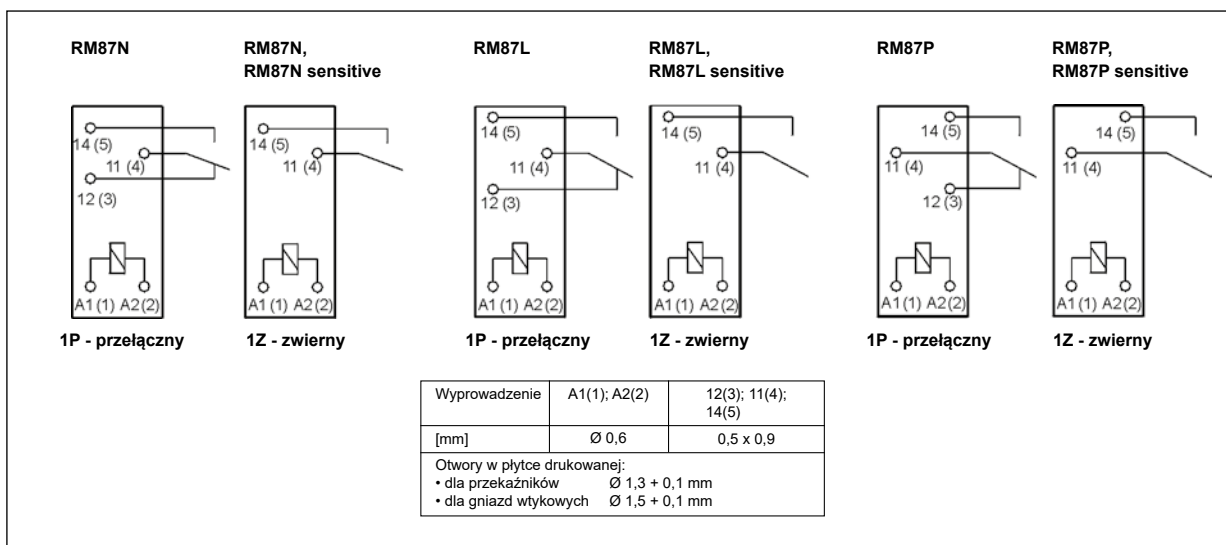 RM87N
RM87N,
RM87N sensitive
RM87L
RM87L,
RM87L sensitive
RM87P
RM87P,
RM87P sensitive
14 (5)
11 (4)
12 (3)
A1 (1) A2 (2)
1P - przełączny
14 (5)
11 (4)
A1 (1) A2 (2)
1Z - zwierny
14 (5)
11 (4)
12 (3)
A1 (1) A2 (2)
1P - przełączny
14 (5)
11 (4)
A1 (1) A2 (2)
1Z - zwierny
14 (5)
11 (4)
12 (3)
A1 (1) A2 (2)
1P - przełączny
14 (5)
11 (4)
A1 (1) A2 (2)
1Z - zwierny
Wyprowadzenie A1(1); A2(2) 12(3); 11(4);
14(5)
[mm] Ø 0,6 0,5 x 0,9
Otwory w płytce drukowanej:
• dla przekaźników Ø 1,3 + 0,1 mm
• dla gniazd wtykowych Ø 1,5 + 0,1 mm